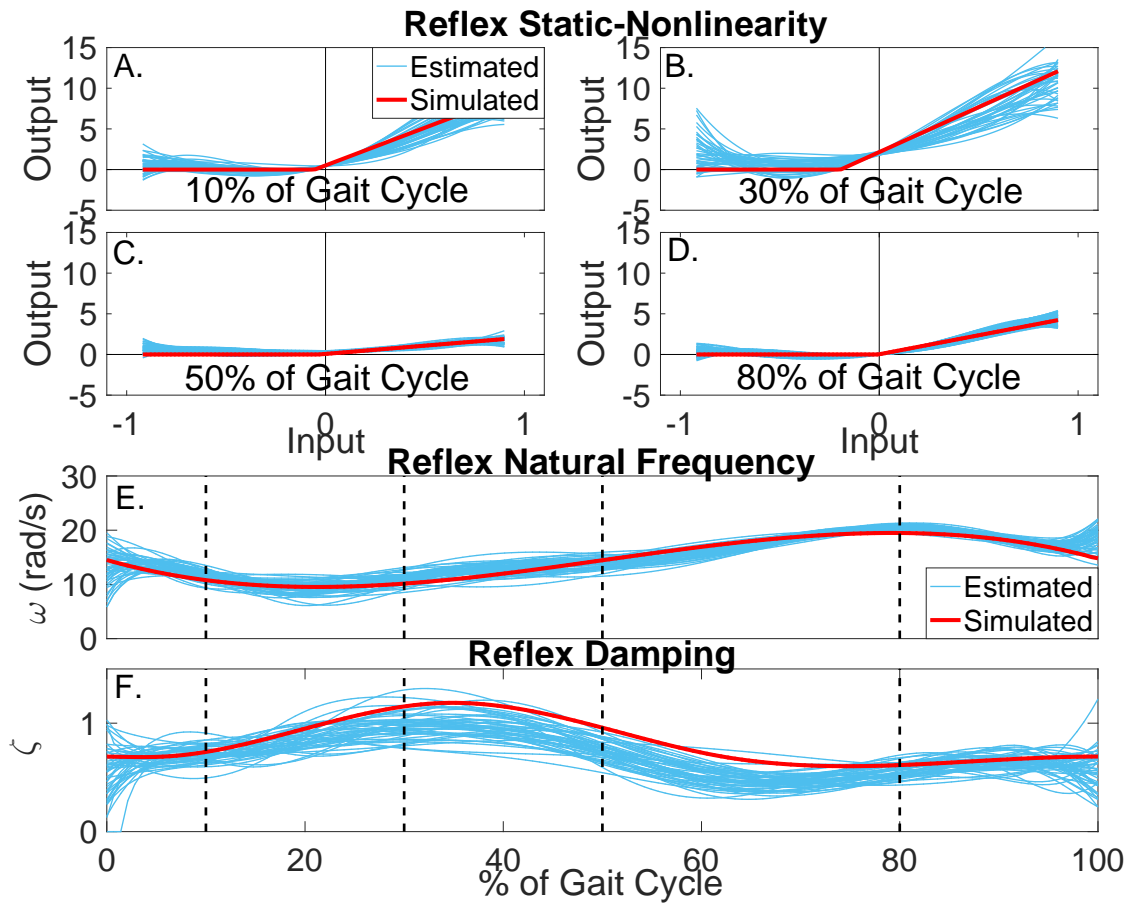 Reflex Static-Nonlinearity
A.
Estimated
Simulated
15
10
5
0
-5
Output
10% of Gait Cycle
B.
15
10
5
0
-5
Output
30% of Gait Cycle
C.
15
10
5
0
-5
Output
50% of Gait Cycle
-1 0 1
Input
D.
15
10
5
0
-5
Output
80% of Gait Cycle
-1 0 1
Input
Reflex Natural Frequency
E.
30
20
10
0
ω (rad/s)
Estimated
Simulated
Reflex Damping
F.
1
0
ζ
0 20 40 60 80 100
% of Gait Cycle